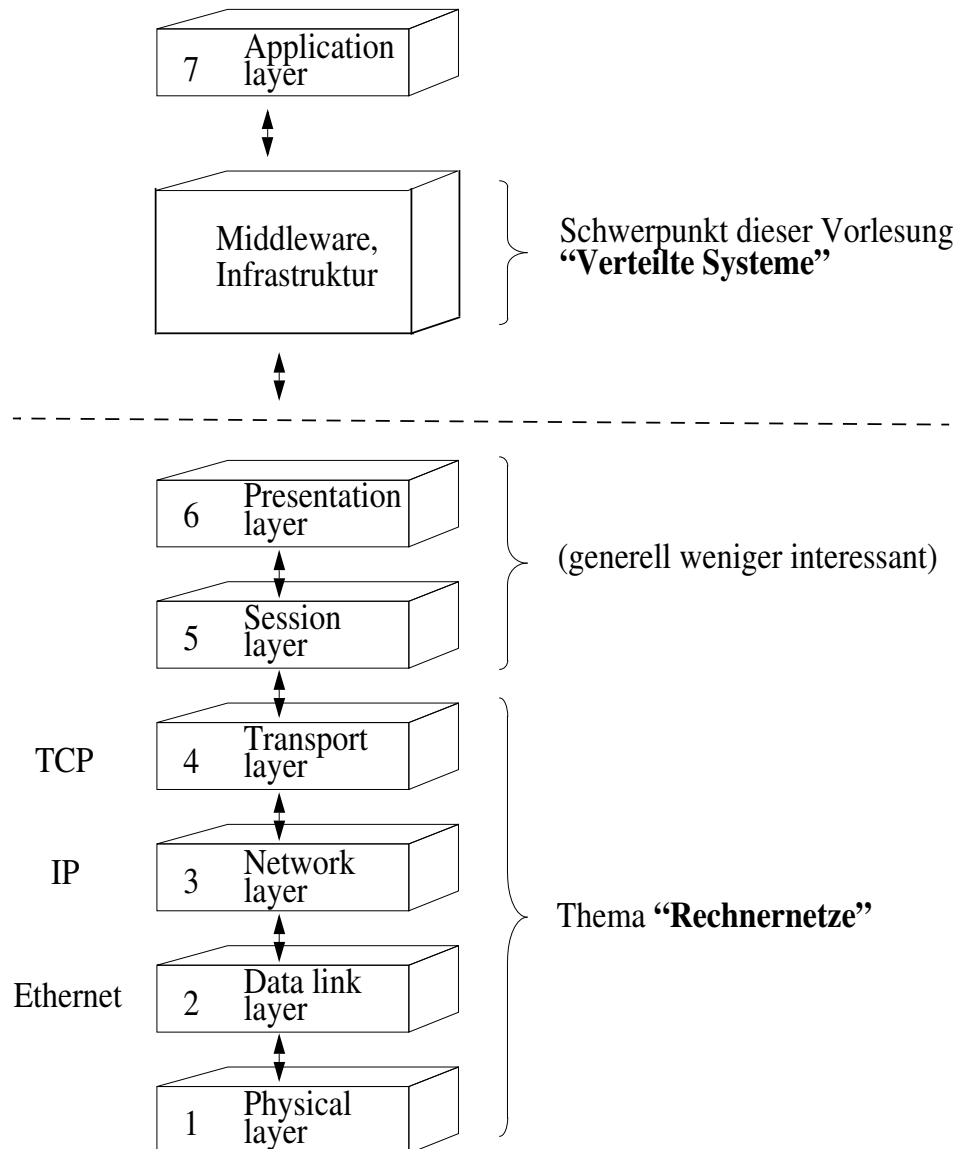 7 Application
layer
Middleware,
Infrastruktur
Schwerpunkt dieser Vorlesung
“Verteilte Systeme”
6 Presentation
layer
(generell weniger interessant)
5 Session
layer
TCP
4 Transport
layer
IP
3 Network
layer
Thema “Rechnernetze”
Ethernet
2 Data link
layer
1 Physical
layer